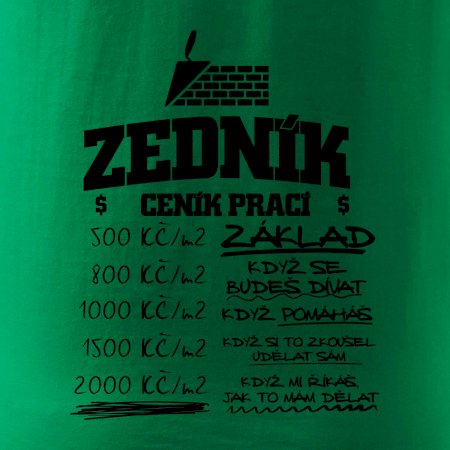 ZEDNÍK
$ CENÍK PRACÍ $
500 KČ/m2 ZÁKLAD
800 KČ/m2 KDYŽ SE
BUDEŠ DÍVAT
1000 KČ/m2 KDYŽ POMÁHÁŠ
1500 KČ/m2 KDYŽ SI TO ZKOUŠEL
UDĚLAT SÁM
2000 KČ/m2 KDYŽ MI ŘÍKÁŠ,
JAK TO MÁM DĚLAT